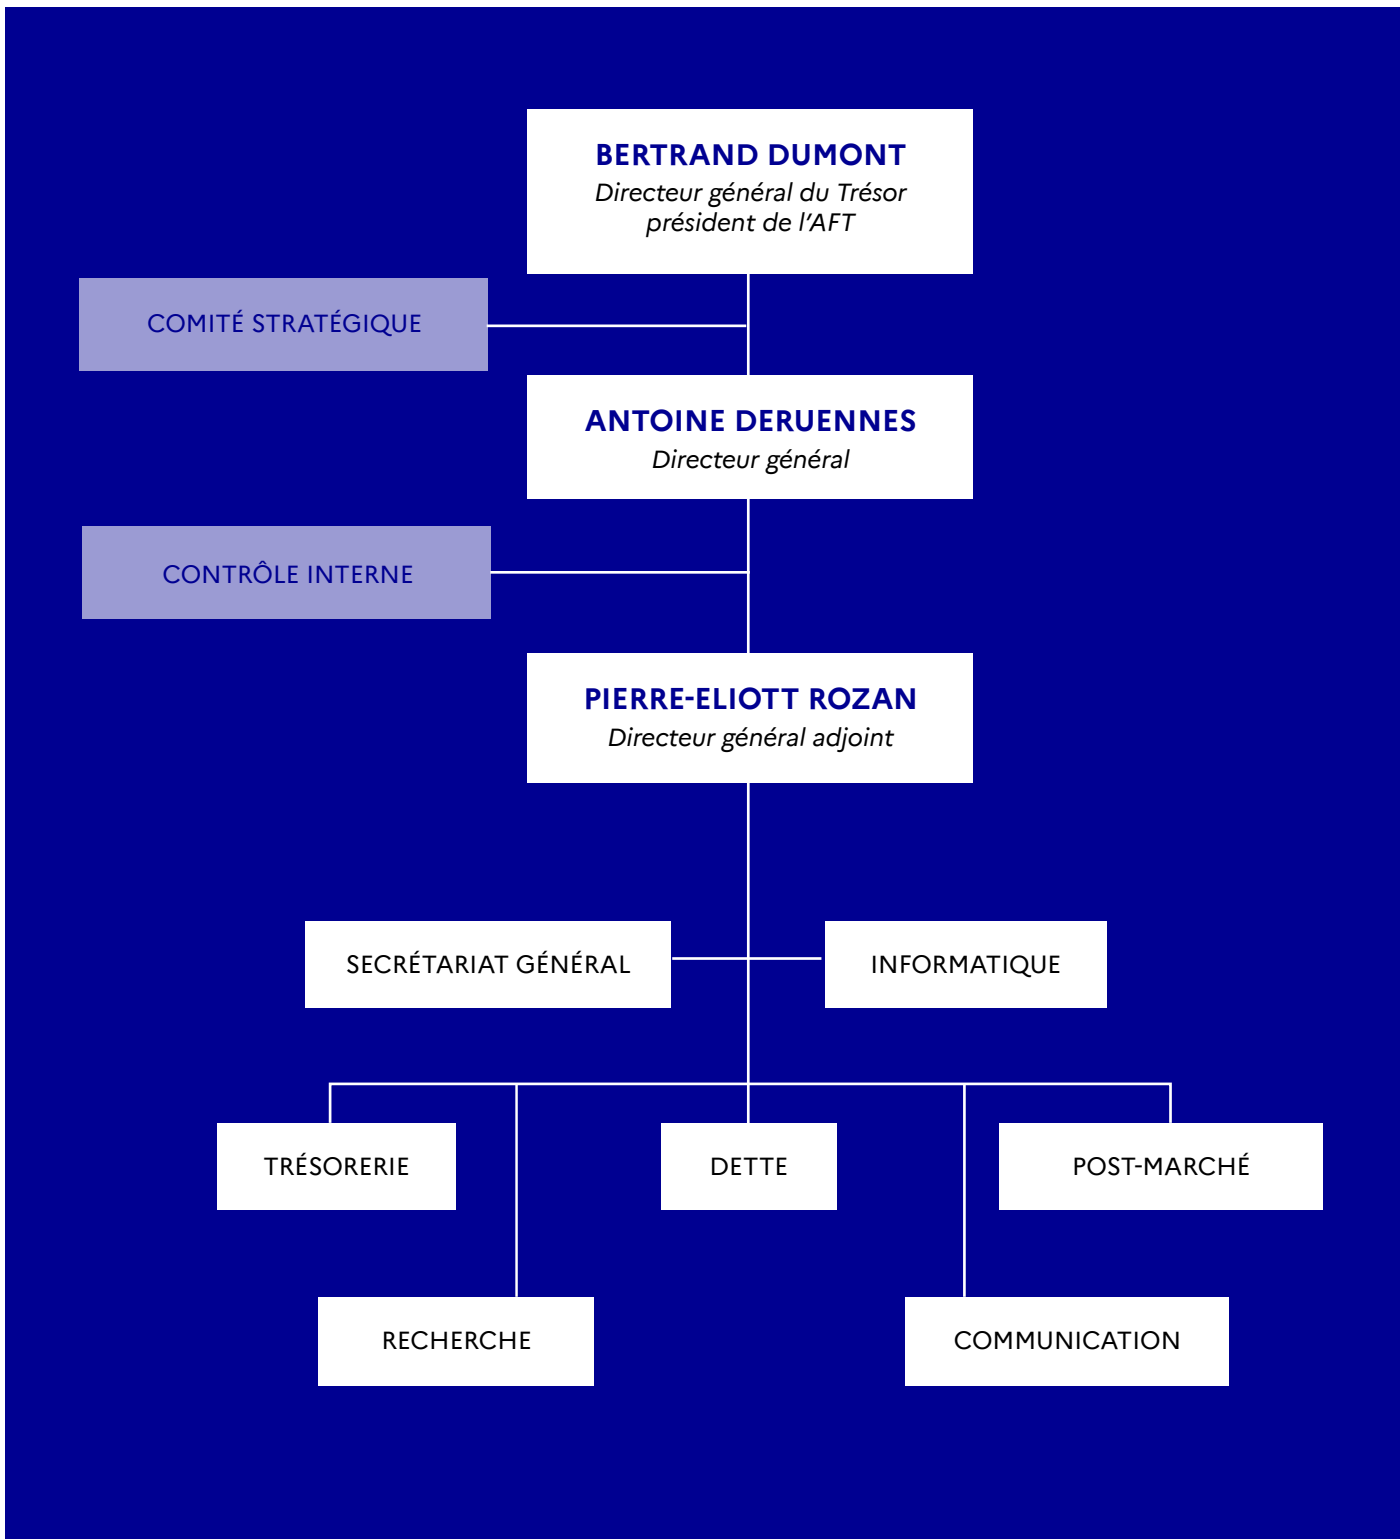 BERTRAND DUMONT
Directeur général du Trésor
président de l'AFT
COMITÉ STRATÉGIQUE
ANTOINE DERUENNES
Directeur général
CONTRÔLE INTERNE
PIERRE-ELIOTT ROZAN
Directeur général adjoint
SECRÉTARIAT GÉNÉRAL
INFORMATIQUE
TRÉSORERIE
DETTE
POST-MARCHÉ
RECHERCHE
COMMUNICATION